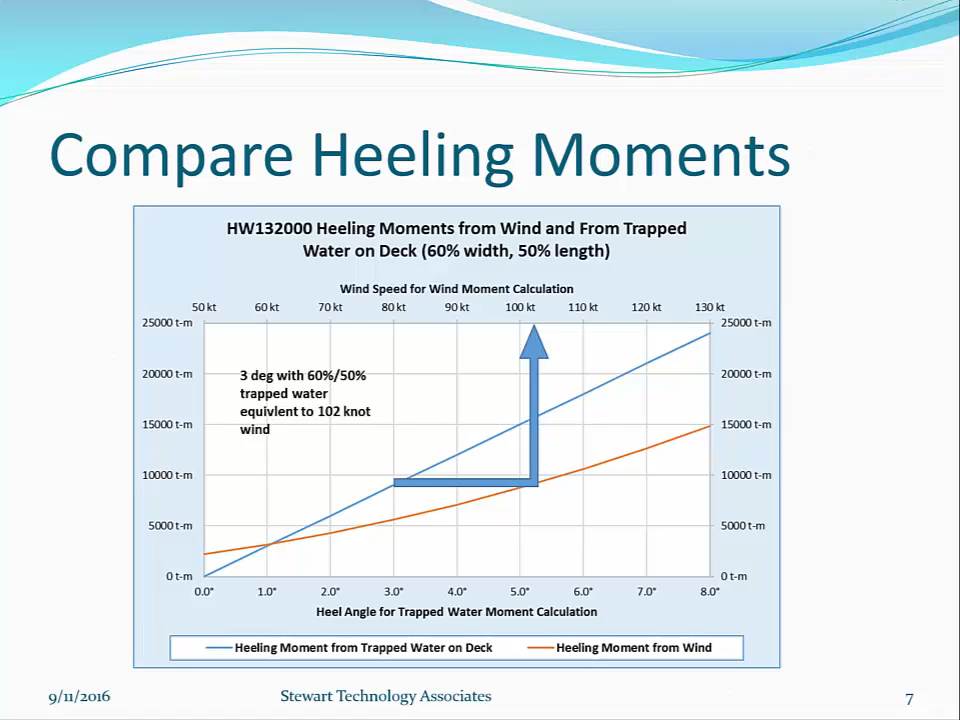 Compare Heeling Moments
HW132000 Heeling Moments from Wind and From Trapped
Water on Deck (60% width, 50% length)
Wind Speed for Wind Moment Calculation
50 kt 60 kt 70 kt 80 kt 90 kt 100 kt 110 kt 120 kt 130 kt
25000 t-m 25000 t-m
20000 t-m 20000 t-m
15000 t-m 15000 t-m
10000 t-m 10000 t-m
5000 t-m 5000 t-m
0 t-m 0 t-m
3 deg with 60%/50%
trapped water
equivlent to 102 knot
wind
0.0° 1.0° 2.0° 3.0° 4.0° 5.0° 6.0° 7.0° 8.0°
Heel Angle for Trapped Water Moment Calculation
Heeling Moment from Trapped Water on Deck Heeling Moment from Wind
9/11/2016 Stewart Technology Associates 7